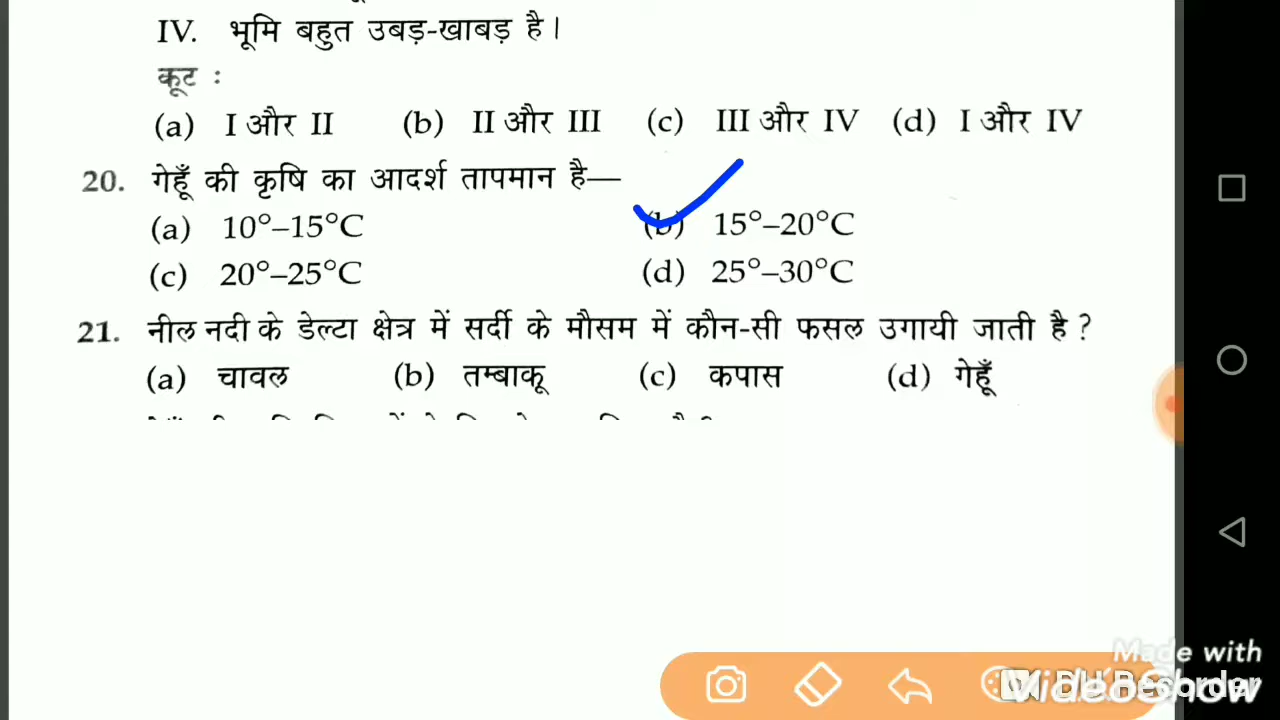 IV. भूमि बहुत उबड़-खाबड़ है।
कूट :
(a) I और II (b) II और III (c) III और IV (d) I और IV
20. गेहूँ की कृषि का आदर्श तापमान है—
(a) 10°–15°C (b) 15°–20°C
(c) 20°–25°C (d) 25°–30°C
21. नील नदी के डेल्टा क्षेत्र में सर्दी के मौसम में कौन-सी फसल उगायी जाती है ?
(a) चावल (b) तम्बाकू (c) कपास (d) गेहूँ
Made with
VideoShow